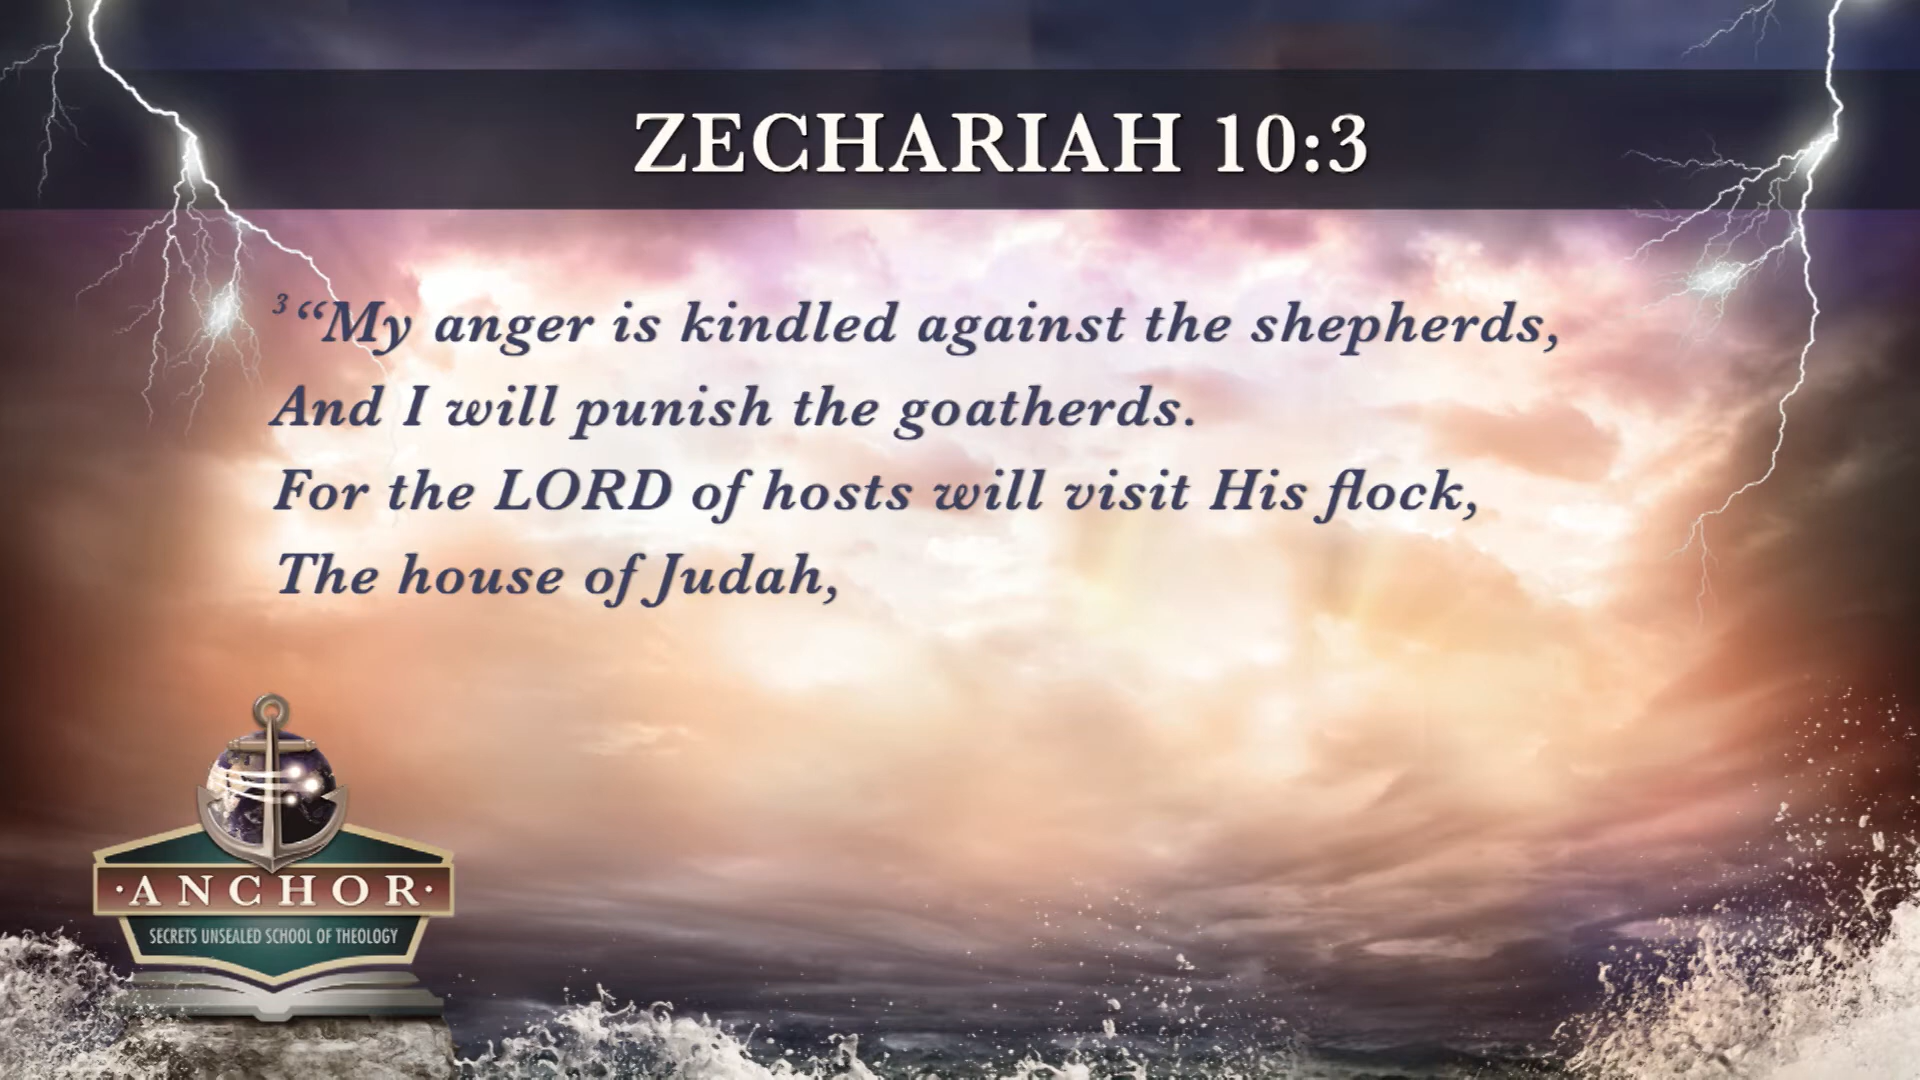 ZECHARIAH 10:3
3 “My anger is kindled against the shepherds,
And I will punish the goatherds.
For the LORD of hosts will visit His flock,
The house of Judah,
·ANCHOR·
SECRETS UNSEALED SCHOOL OF THEOLOGY